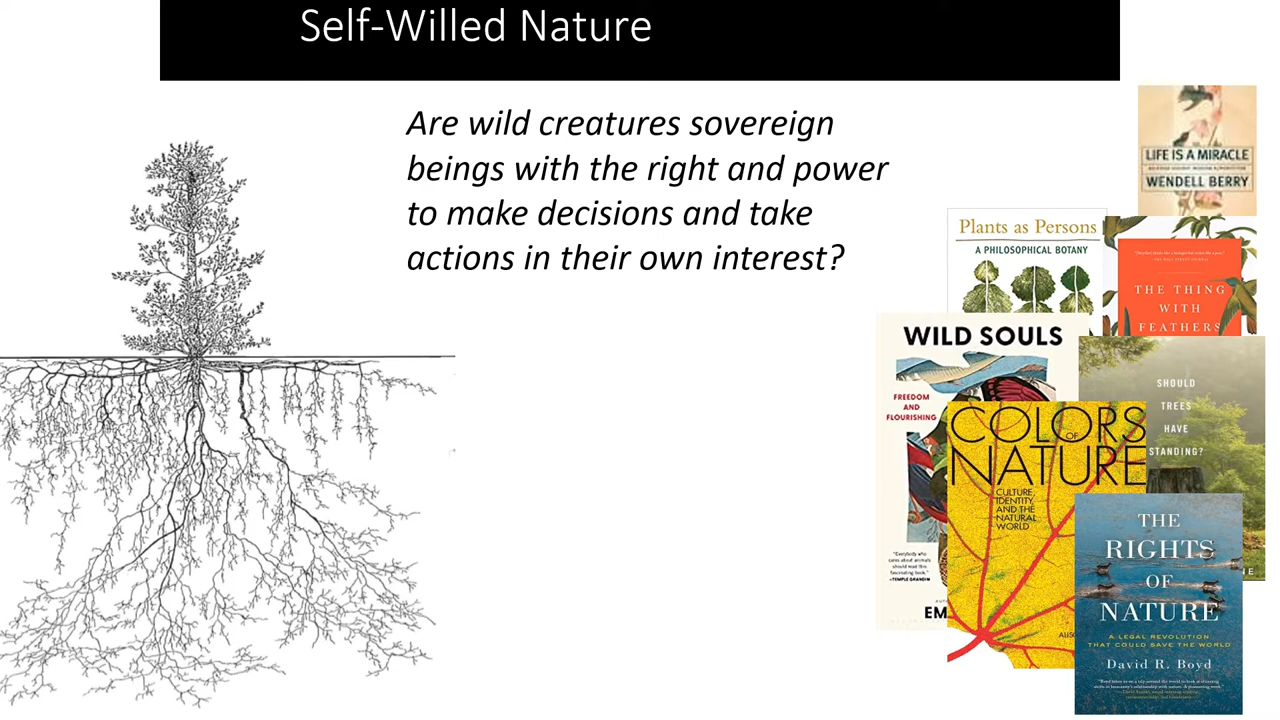 Self-Willed Nature
Are wild creatures sovereign
beings with the right and power
to make decisions and take
actions in their own interest?
LIFE IS A MIRACLE
WENDELL BERRY
Plants as Persons
A PHILOSOPHICAL BOTANY
THE THING
WITH
FEATHERS
WILD SOULS
FREEDOM
AND
FLOURISHING
"Everybody who
cares about animals
should read this
fascinating book."
—TEMPLE GRANDIN
EM
SHOULD
TREES
HAVE
STANDING?
NE
COLORS
OF
NATURE
CULTURE,
IDENTITY,
AND THE
NATURAL
WORLD
ALISO
THE
RIGHTS
OF
NATURE
A LEGAL REVOLUTION
THAT COULD SAVE THE WORLD
David R. Boyd